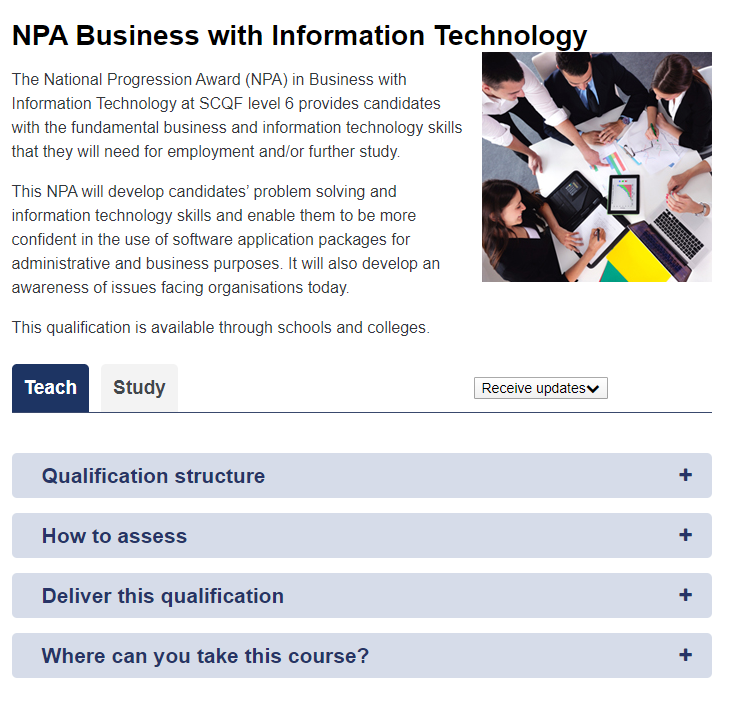 NPA Business with Information Technology
The National Progression Award (NPA) in Business with
Information Technology at SCQF level 6 provides candidates
with the fundamental business and information technology skills
that they will need for employment and/or further study.
This NPA will develop candidates' problem solving and
information technology skills and enable them to be more
confident in the use of software application packages for
administrative and business purposes. It will also develop an
awareness of issues facing organisations today.
This qualification is available through schools and colleges.
Teach
Study
Receive updates
Qualification structure +
How to assess +
Deliver this qualification +
Where can you take this course? +